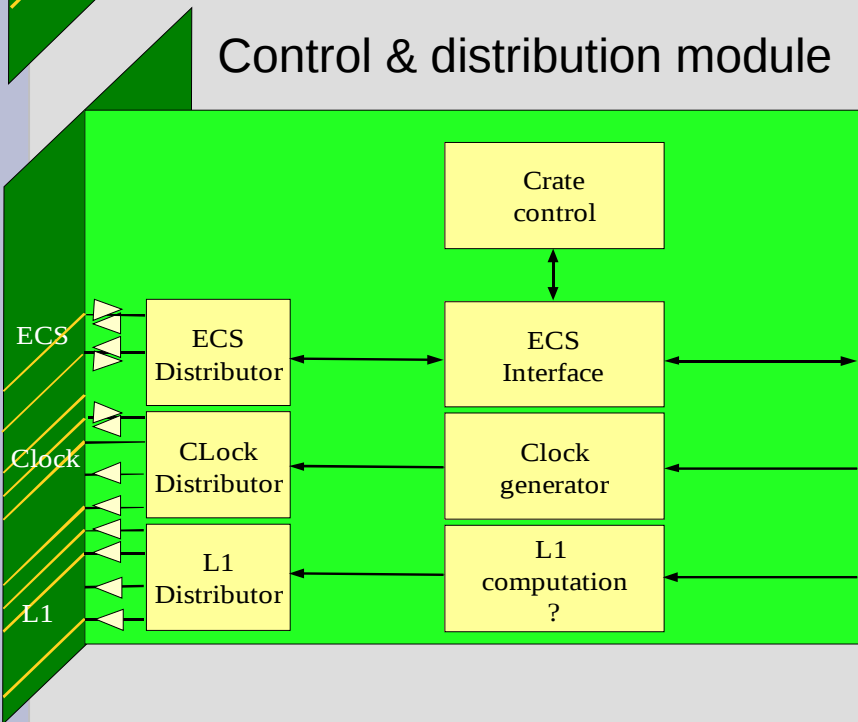 Control & distribution module
Crate
control
ECS
ECS
Distributor
ECS
Interface
Clock
CLock
Distributor
Clock
generator
L1
L1
Distributor
L1
computation
?